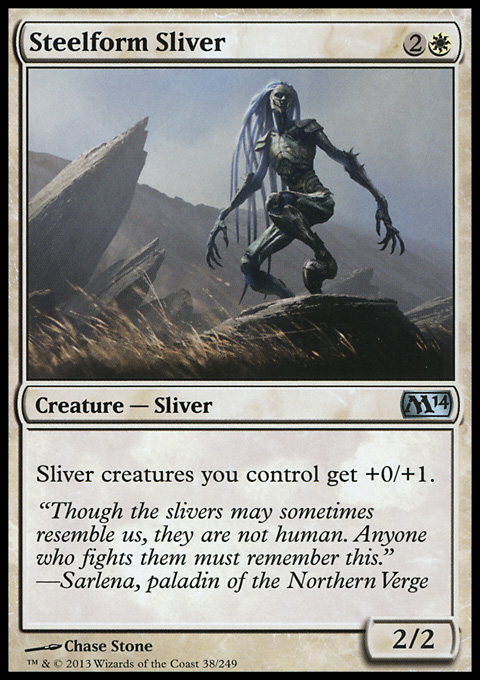 Steelform Sliver 2
Creature — Sliver M14
Sliver creatures you control get +0/+1.
“Though the slivers may sometimes
resemble us, they are not human. Anyone
who fights them must remember this.”
—Sarlena, paladin of the Northern Verge
Chase Stone
2/2
™ & © 2013 Wizards of the Coast 38/249